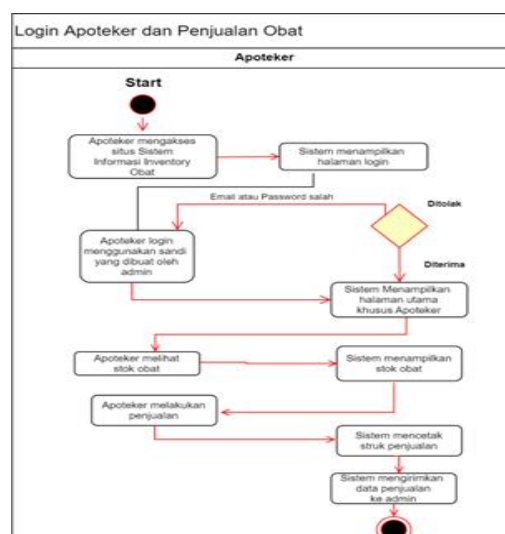 Login Apoteker dan Penjualan Obat
Apoteker
Start
Apoteker mengakses
situs Sistem
Informasi Inventory
Obat
Sistem menampilkan
halaman login
Email atau Password salah
Ditolak
Apoteker login
menggunakan sandi
yang dibuat oleh
admin
Diterima
Sistem Menampilkan
halaman utama
khusus Apoteker
Apoteker melihat
stok obat
Sistem menampilkan
stok obat
Apoteker melakukan
penjualan
Sistem mencetak
struk penjualan
Sistem mengirimkan
data penjualan
ke admin